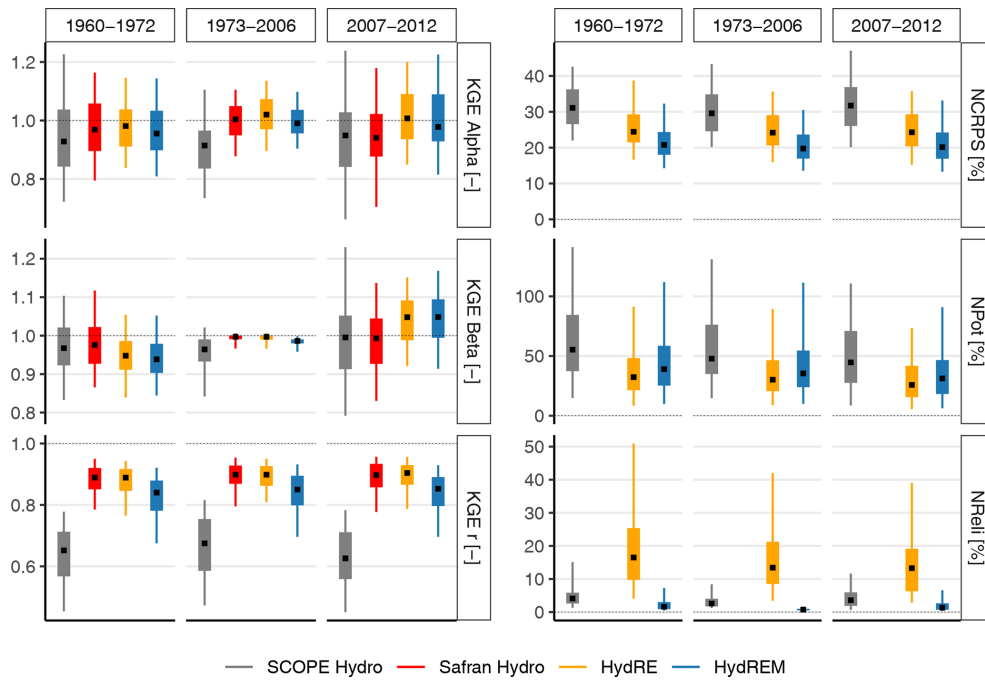 1960–1972 1973–2006 2007–2012
1.2
1.0
0.8
KGE Alpha [–]
1.2
1.1
1.0
0.9
0.8
KGE Beta [–]
1.0
0.8
0.6
KGE r [–]
1960–1972 1973–2006 2007–2012
40
30
20
10
0
NCRPS [%]
100
50
0
NPot [%]
50
40
30
20
10
0
NReli [%]
SCOPE Hydro Safran Hydro HydRE HydREM